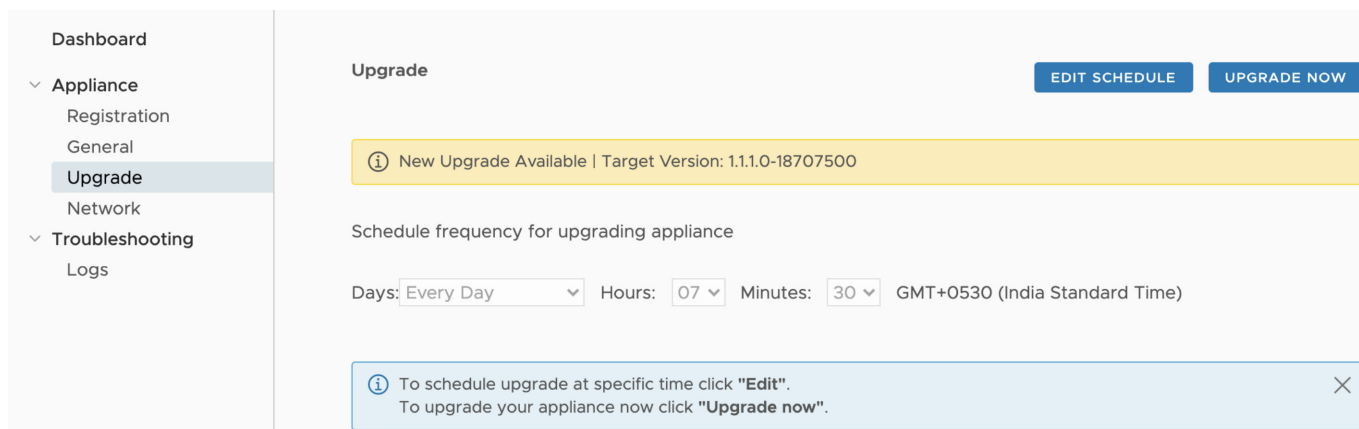 Dashboard
Appliance
Registration
General
Upgrade
Network
Troubleshooting
Logs
Upgrade
EDIT SCHEDULE
UPGRADE NOW
New Upgrade Available | Target Version: 1.1.1.0-18707500
Schedule frequency for upgrading appliance
Days: Every Day Hours: 07 Minutes: 30 GMT+0530 (India Standard Time)
To schedule upgrade at specific time click "Edit".
To upgrade your appliance now click "Upgrade now".